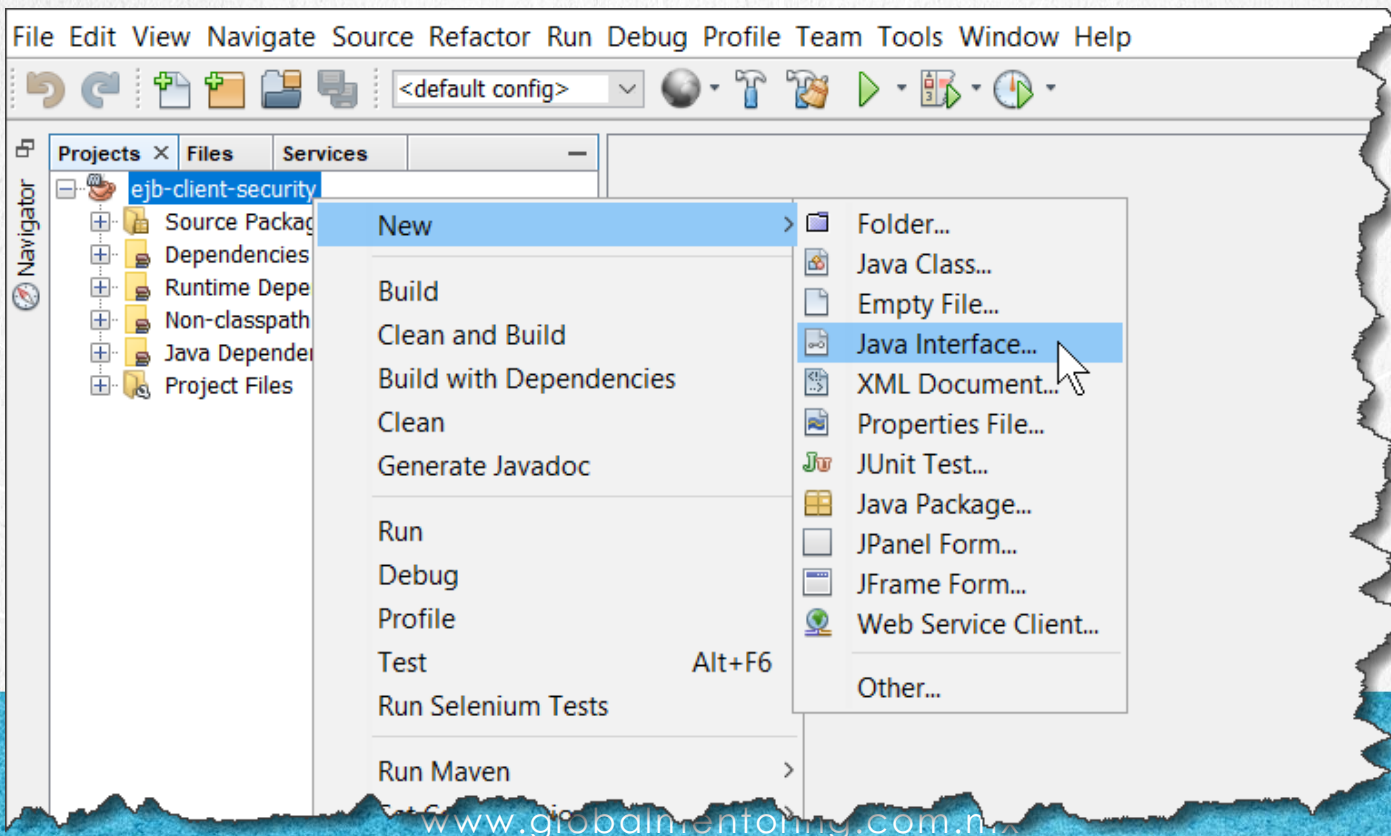 File Edit View Navigate Source Refactor Run Debug Profile Team Tools Window Help
<default config>
Projects Files Services
Navigator
ejb-client-security
Source Packag
Dependencies
Runtime Depe
Non-classpath
Java Depender
Project Files
New
Build
Clean and Build
Build with Dependencies
Clean
Generate Javadoc
Run
Debug
Profile
Test Alt+F6
Run Selenium Tests
Run Maven
Folder...
Java Class...
Empty File...
Java Interface...
XML Document...
Properties File...
JUnit Test...
Java Package...
JPanel Form...
JFrame Form...
Web Service Client...
Other...
www.globalmentoring.com.mx